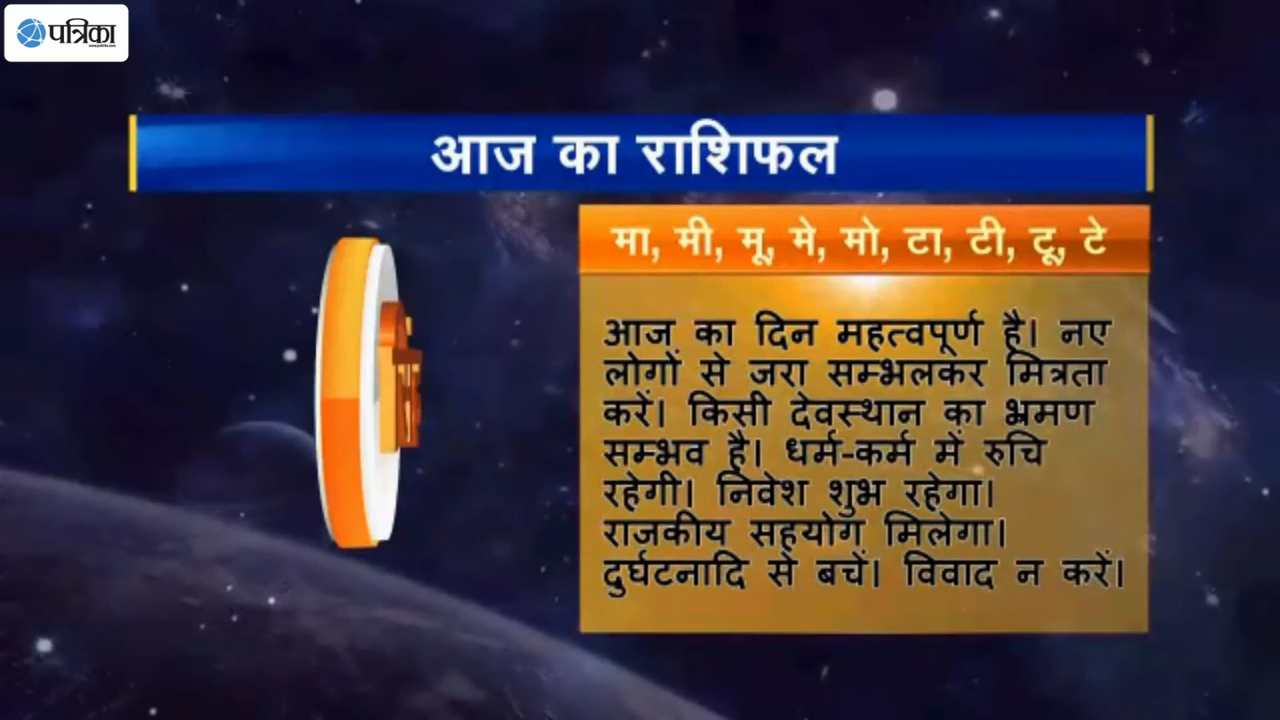 पत्रिका
आज का राशिफल
मा, मी, मू, मे, मो, टा, टी, टू, टे
आज का दिन महत्वपूर्ण है। नए
लोगों से जरा सम्भलकर मित्रता
करें। किसी देवस्थान का भ्रमण
सम्भव है। धर्म-कर्म में रुचि
रहेगी। निवेश शुभ रहेगा।
राजकीय सहयोग मिलेगा।
दुर्घटनादि से बचें। विवाद न करें।